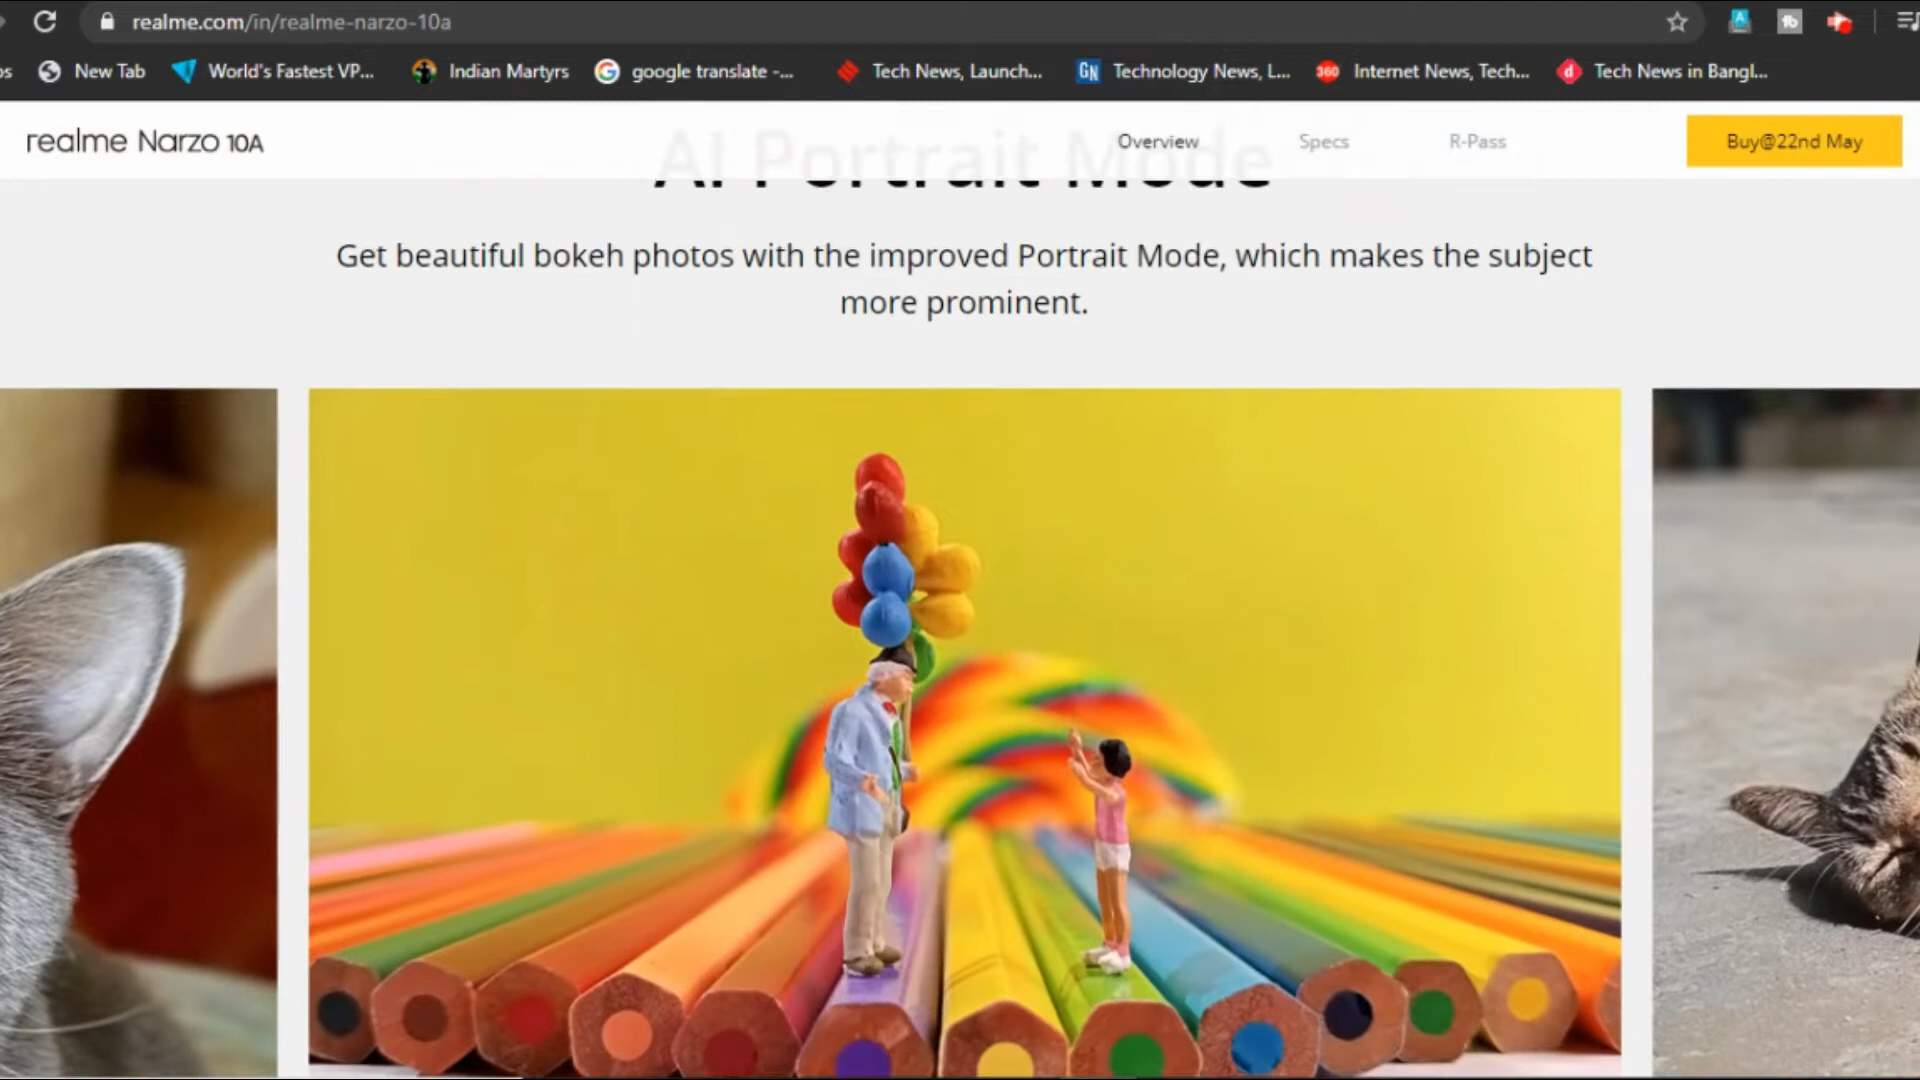 realme.com/in/realme-narzo-10a
New Tab
World's Fastest VP...
Indian Martyrs
google translate -...
Tech News, Launch...
GN
Technology News, L...
360
Internet News, Tech...
Tech News in Bangl...
realme Narzo 10A
Overview
Specs
R-Pass
Buy@22nd May
AI Portrait Mode
Get beautiful bokeh photos with the improved Portrait Mode, which makes the subject
more prominent.